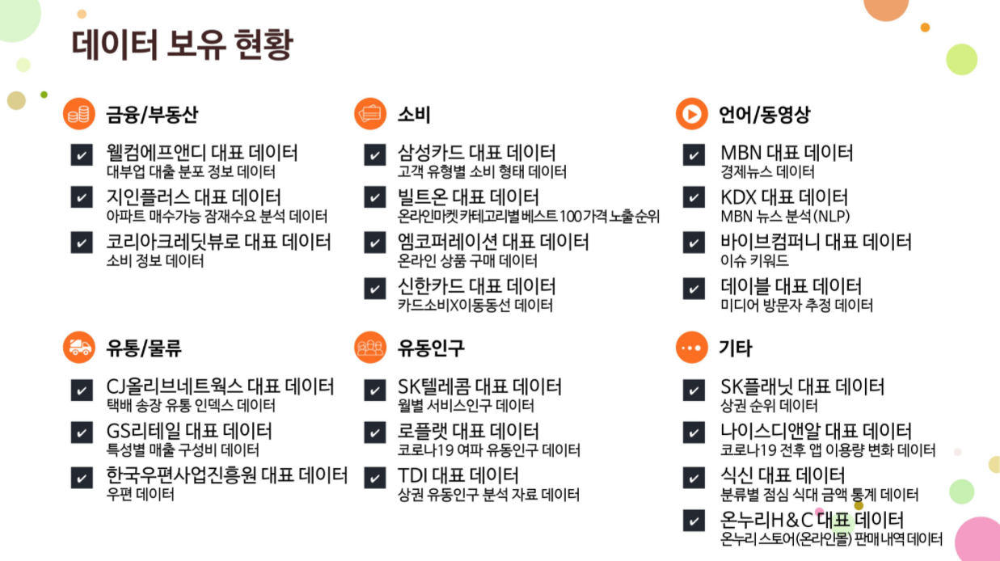 데이터 보유 현황
금융/부동산
웰컴에프앤디 대표 데이터
대부업 대출 분포 정보 데이터
지인플러스 대표 데이터
아파트 매수가능 잠재수요 분석 데이터
코리아크레딧뷰로 대표 데이터
소비 정보 데이터
소비
삼성카드 대표 데이터
고객 유형별 소비 형태 데이터
빌트온 대표 데이터
온라인마켓 카테고리별 베스트 100 가격 노출 순위
엠코퍼레이션 대표 데이터
온라인 상품 구매 데이터
신한카드 대표 데이터
카드소비X이동동선 데이터
언어/동영상
MBN 대표 데이터
경제뉴스 데이터
KDX 대표 데이터
MBN 뉴스 분석(NLP)
바이브컴퍼니 대표 데이터
이슈 키워드
데이블 대표 데이터
미디어 방문자 추정 데이터
유통/물류
CJ올리브네트웍스 대표 데이터
택배 송장 유통 인덱스 데이터
GS리테일 대표 데이터
특성별 매출 구성비 데이터
한국우편사업진흥원 대표 데이터
우편 데이터
유동인구
SK텔레콤 대표 데이터
월별 서비스인구 데이터
로플랫 대표 데이터
코로나19 여파 유동인구 데이터
TDI 대표 데이터
상권 유동인구 분석 자료 데이터
기타
SK플래닛 대표 데이터
상권 순위 데이터
나이스디앤알 대표 데이터
코로나19 전후 앱 이용량 변화 데이터
식신 대표 데이터
분류별 점심 식대 금액 통계 데이터
온누리H&C 대표 데이터
온누리 스토어(온라인몰) 판매 내역 데이터